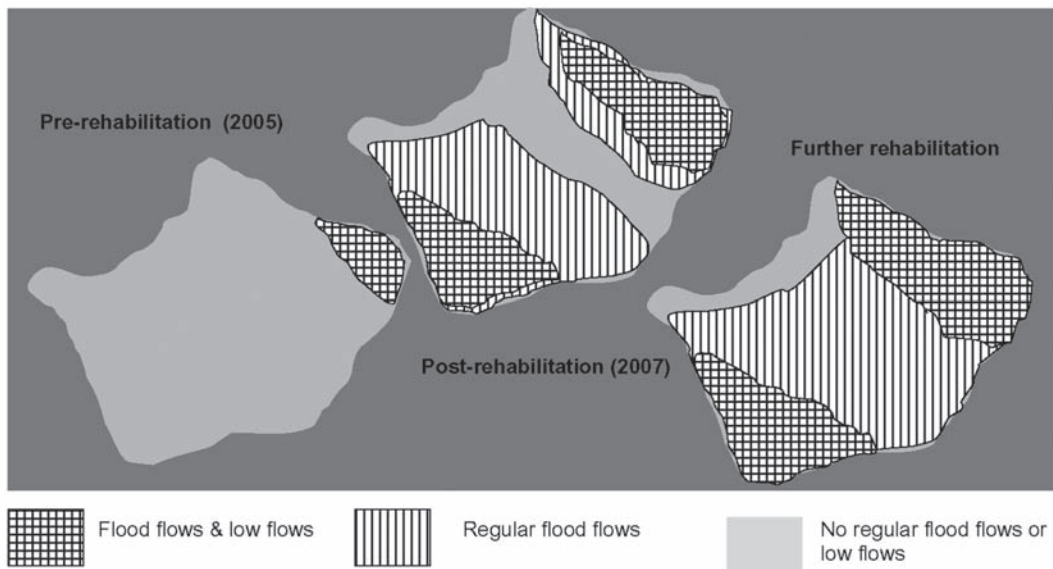 Pre-rehabilitation (2005)
Further rehabilitation
Post-rehabilitation (2007)
Flood flows & low flows
Regular flood flows
No regular flood flows or
low flows